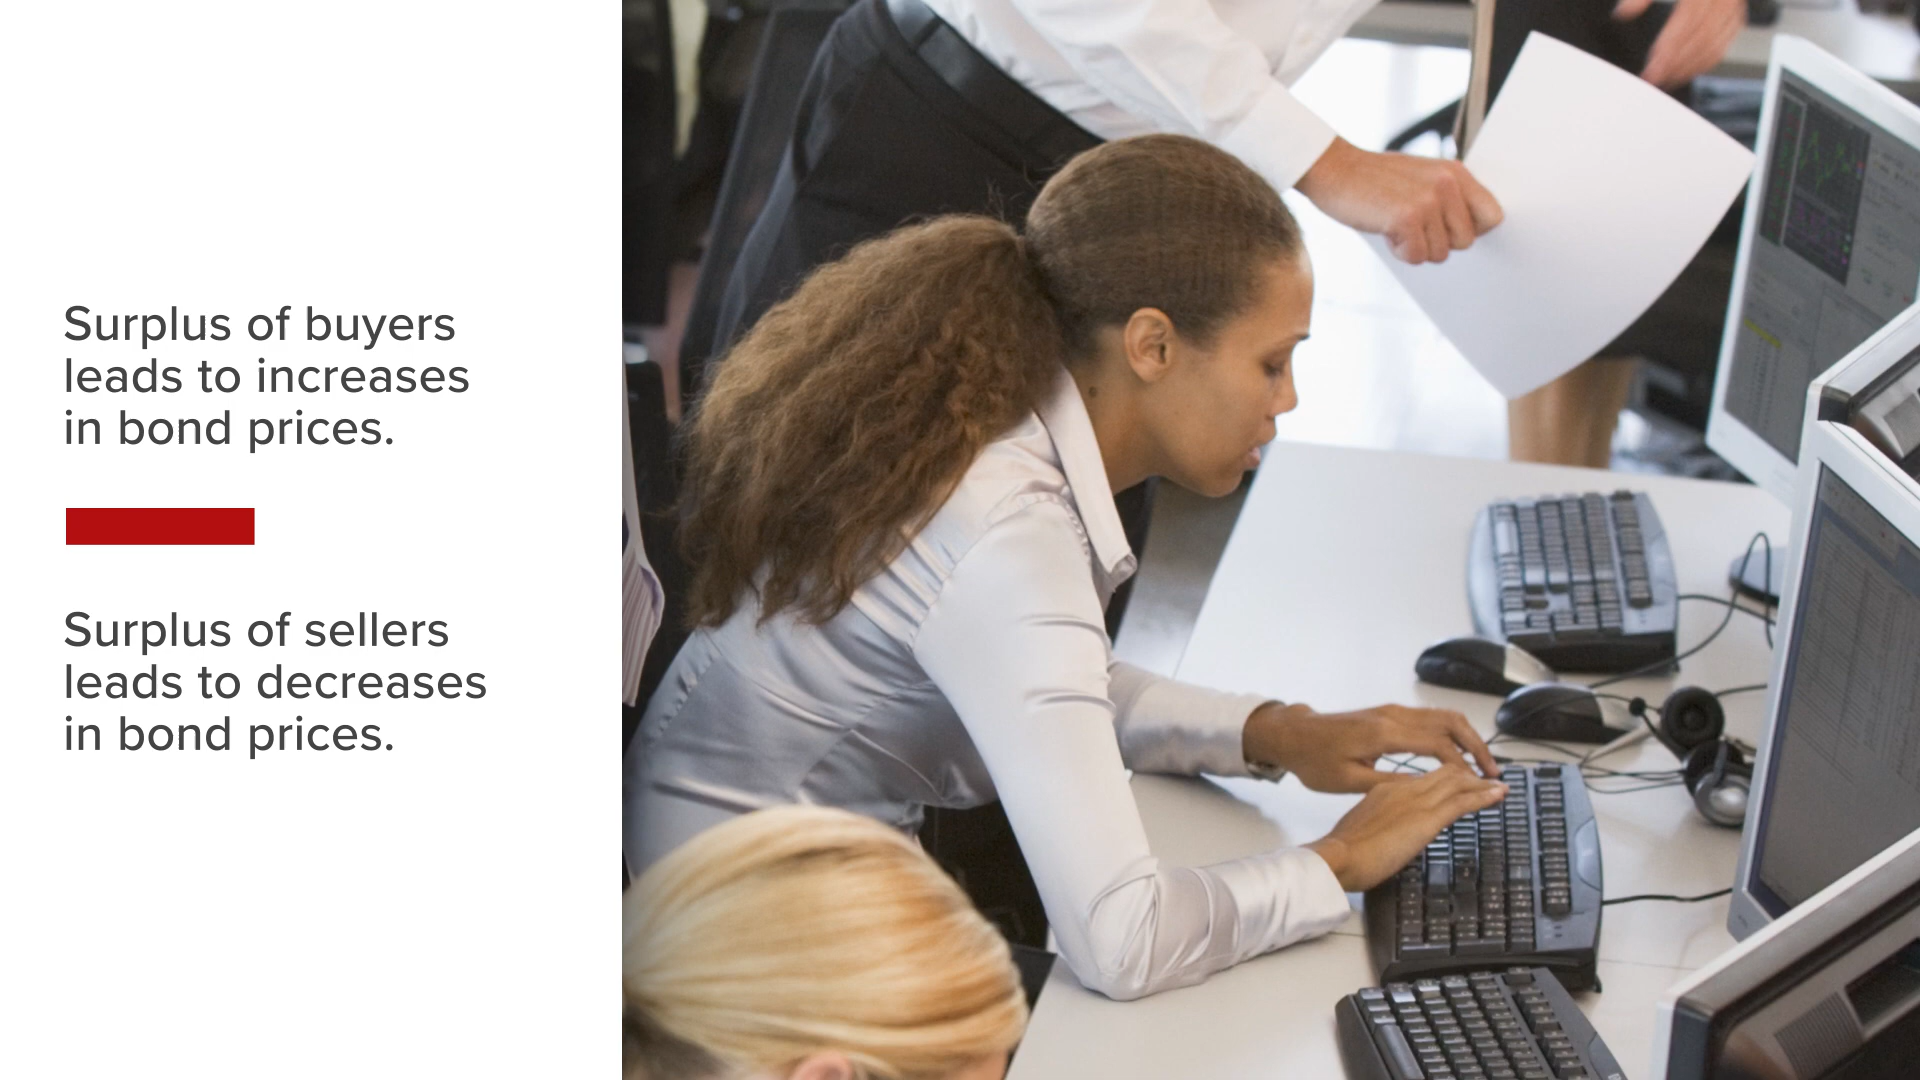 Surplus of buyers
leads to increases
in bond prices.
Surplus of sellers
leads to decreases
in bond prices.